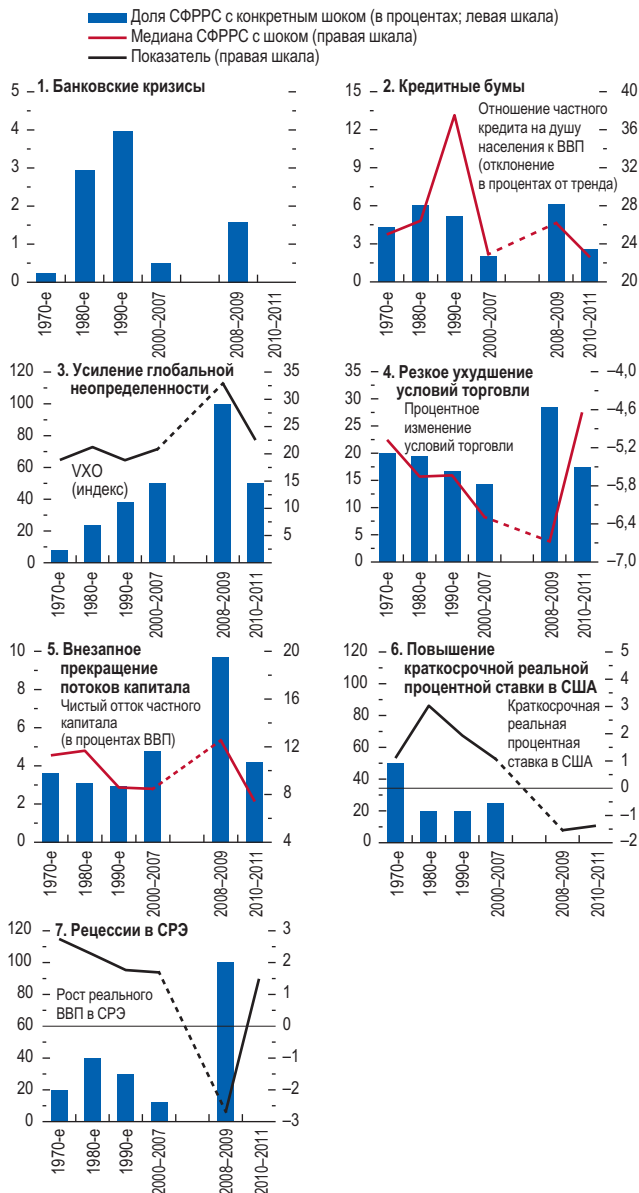 Доля СФРРС с конкретным шоком (в процентах; левая шкала)
Медиана СФРРС с шоком (правая шкала)
Показатель (правая шкала)
1. Банковские кризисы
5
4
3
2
1
0
1970-е
1980-е
1990-е
2000–2007
2008–2009
2010–2011
2. Кредитные бумы
Отношение частного
кредита на душу
населения к ВВП
(отклонение
в процентах от тренда)
15
12
9
6
3
0
40
36
32
28
24
20
1970-е
1980-е
1990-е
2000–2007
2008–2009
2010–2011
3. Усиление глобальной
неопределенности
VXO
(индекс)
120
100
80
60
40
20
0
35
30
25
20
15
10
5
1970-е
1980-е
1990-е
2000–2007
2008–2009
2010–2011
4. Резкое ухудшение
условий торговли
Процентное
изменение
условий торговли
35
30
25
20
15
10
5
0
–4,0
–4,6
–5,2
–5,8
–6,4
–7,0
1970-е
1980-е
1990-е
2000–2007
2008–2009
2010–2011
5. Внезапное
прекращение
потоков капитала
Чистый отток частного
капитала
(в процентах ВВП)
10
8
6
4
2
0
20
16
12
8
4
1970-е
1980-е
1990-е
2000–2007
2008–2009
2010–2011
6. Повышение
краткосрочной реальной
процентной ставки в США
Краткосрочная
реальная
процентная
ставка в США
120
100
80
60
40
20
0
5
4
3
2
1
0
–1
–2
1970-е
1980-е
1990-е
2000–2007
2008–2009
2010–2011
7. Рецессии в СРЭ
Рост реального
ВВП в СРЭ
120
100
80
60
40
20
0
3
2
1
0
–1
–2
–3
1970-е
1980-е
1990-е
2000–2007
2008–2009
2010–2011